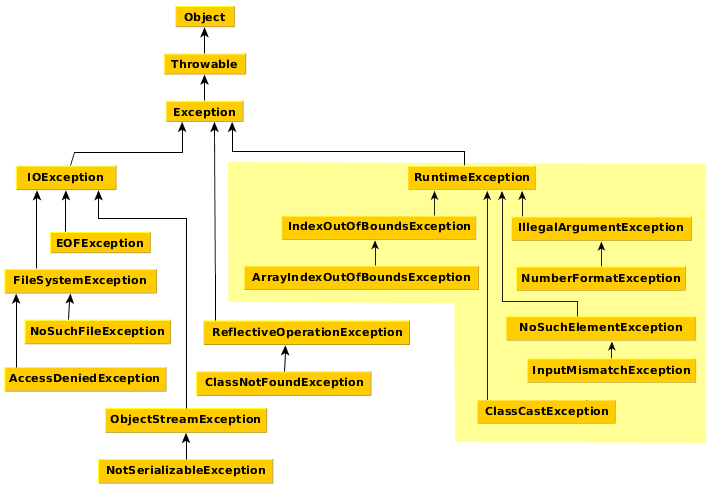 Object
Throwable
Exception
IOException
RuntimeException
IndexOutOfBoundsException
IllegalArgumentException
EOFException
FileSystemException
ArrayIndexOutOfBoundsException
NumberFormatException
NoSuchFileException
ReflectiveOperationException
NoSuchElementException
AccessDeniedException
ClassNotFoundException
InputMismatchException
ObjectStreamException
ClassCastException
NotSerializableException